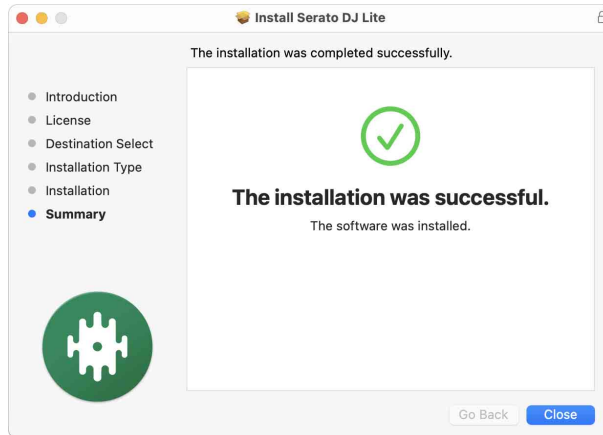 Install Serato DJ Lite
The installation was completed successfully.
Introduction
License
Destination Select
Installation Type
Installation
Summary
The installation was successful.
The software was installed.
Go Back
Close